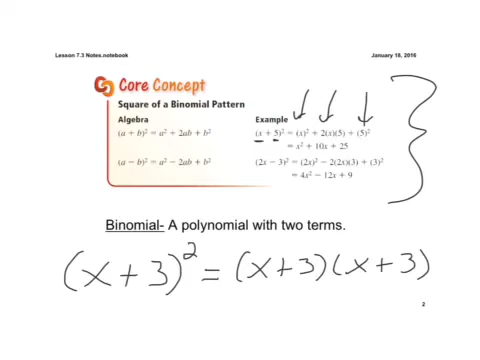 Lesson 7.3 Notes.notebook January 18, 2016
Core Concept
Square of a Binomial Pattern
Algebra Example
(a + b)² = a² + 2ab + b² (x + 5)² = (x)² + 2(x)(5) + (5)²
= x² + 10x + 25
(a − b)² = a² − 2ab + b² (2x − 3)² = (2x)² − 2(2x)(3) + (3)²
= 4x² − 12x + 9
Binomial- A polynomial with two terms.
(x+3)² = (x+3)(x+3)
2